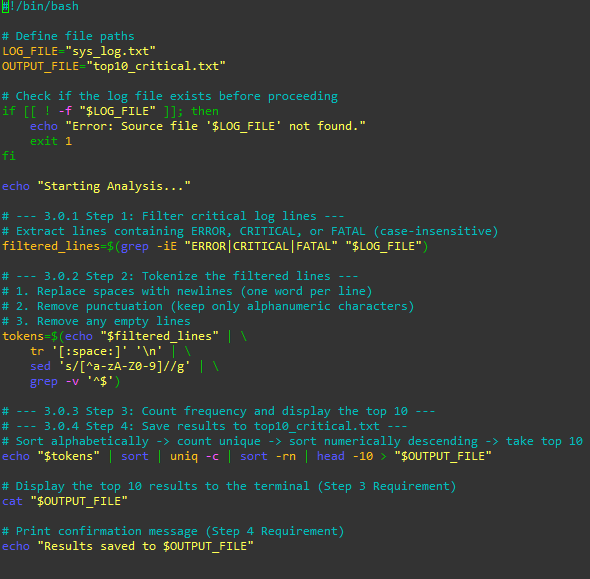 #!/bin/bash

# Define file paths
LOG_FILE="sys_log.txt"
OUTPUT_FILE="top10_critical.txt"

# Check if the log file exists before proceeding
if [[ ! -f "$LOG_FILE" ]]; then
    echo "Error: Source file '$LOG_FILE' not found."
    exit 1
fi

echo "Starting Analysis..."

# --- 3.0.1 Step 1: Filter critical log lines ---
# Extract lines containing ERROR, CRITICAL, or FATAL (case-insensitive)
filtered_lines=$(grep -iE "ERROR|CRITICAL|FATAL" "$LOG_FILE")

# --- 3.0.2 Step 2: Tokenize the filtered lines ---
# 1. Replace spaces with newlines (one word per line)
# 2. Remove punctuation (keep only alphanumeric characters)
# 3. Remove any empty lines
tokens=$(echo "$filtered_lines" | \
    tr '[:space:]' '\n' | \
    sed 's/[^a-zA-Z0-9]//g' | \
    grep -v '^$')

# --- 3.0.3 Step 3: Count frequency and display the top 10 ---
# --- 3.0.4 Step 4: Save results to top10_critical.txt ---
# Sort alphabetically -> count unique -> sort numerically descending -> take top 10
echo "$tokens" | sort | uniq -c | sort -rn | head -10 > "$OUTPUT_FILE"

# Display the top 10 results to the terminal (Step 3 Requirement)
cat "$OUTPUT_FILE"

# Print confirmation message (Step 4 Requirement)
echo "Results saved to $OUTPUT_FILE"